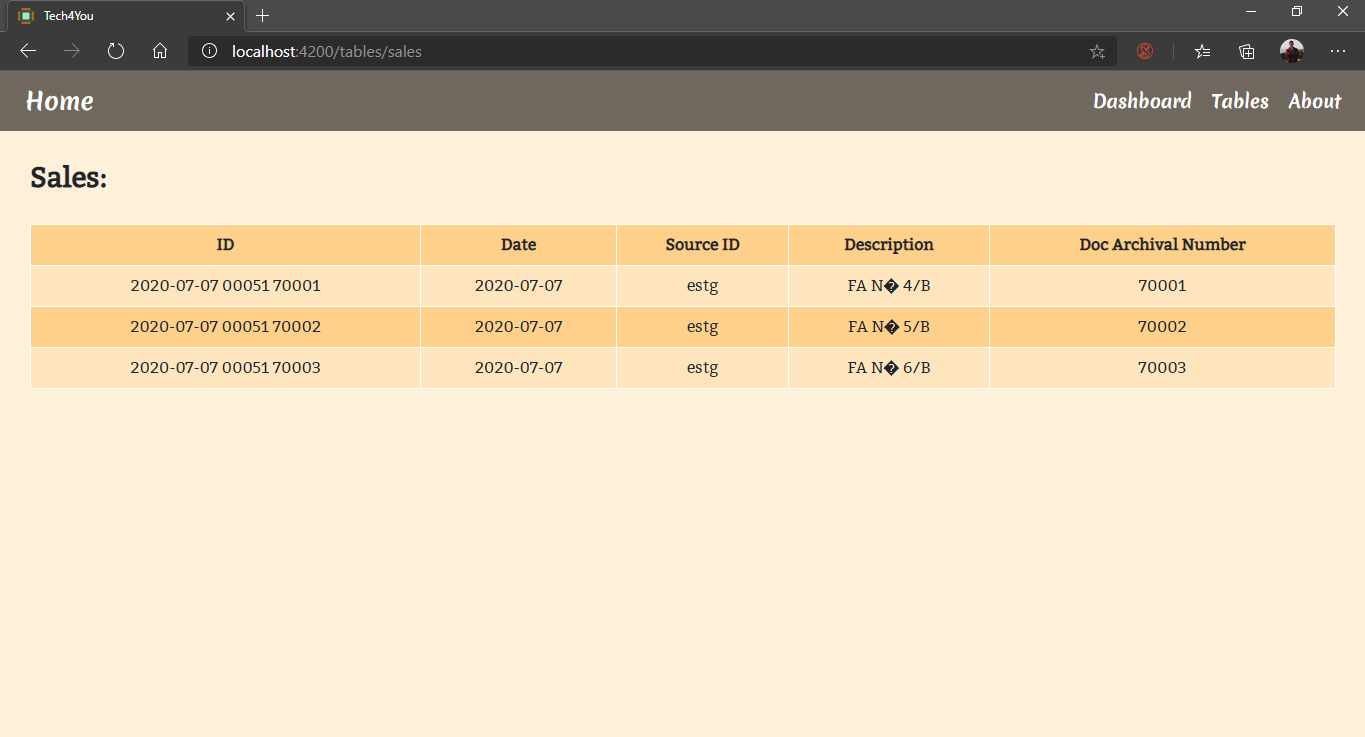 Tech4You
localhost:4200/tables/sales
Home Dashboard Tables About
Sales:
ID Date Source ID Description Doc Archival Number
2020-07-07 00051 70001 2020-07-07 estg FA N� 4/B 70001
2020-07-07 00051 70002 2020-07-07 estg FA N� 5/B 70002
2020-07-07 00051 70003 2020-07-07 estg FA N� 6/B 70003